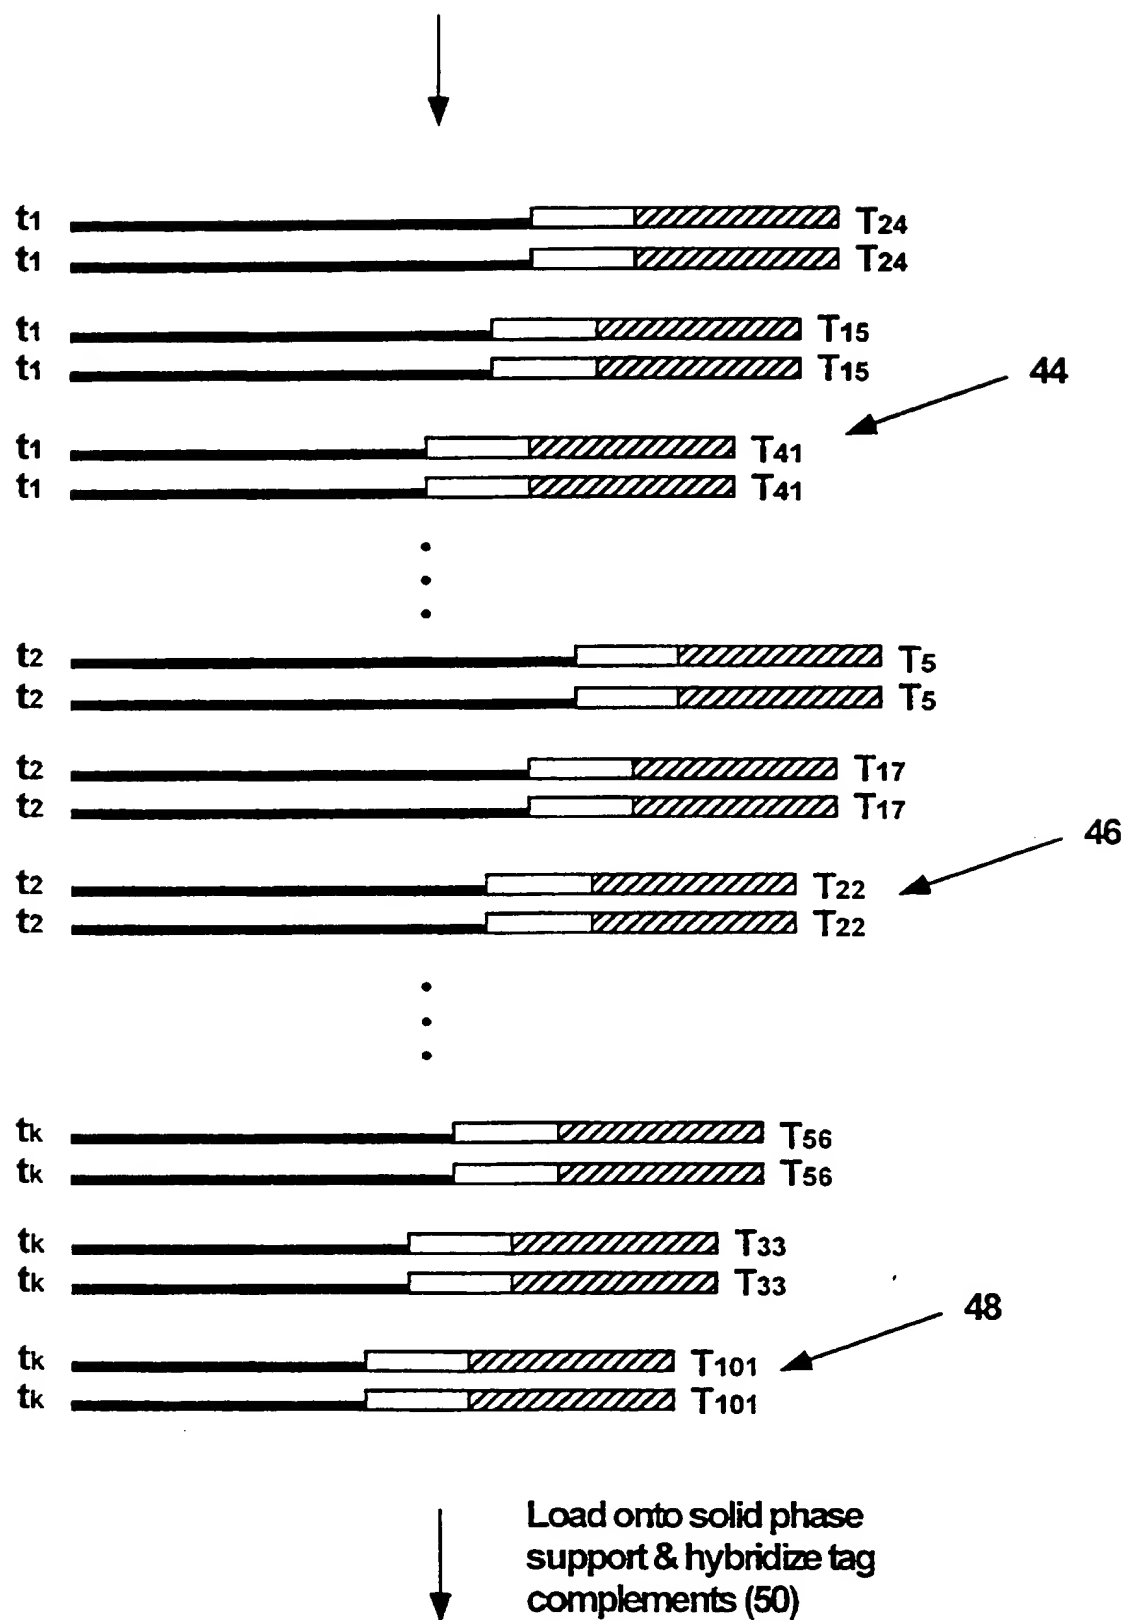 t1 T24
t1 T24
t1 T15
t1 T15
44
t1 T41
t1 T41
t2 T5
t2 T5
t2 T17
t2 T17
46
t2 T22
t2 T22
tk T56
tk T56
tk T33
tk T33
48
tk T101
tk T101
Load onto solid phase
support & hybridize tag
complements (50)